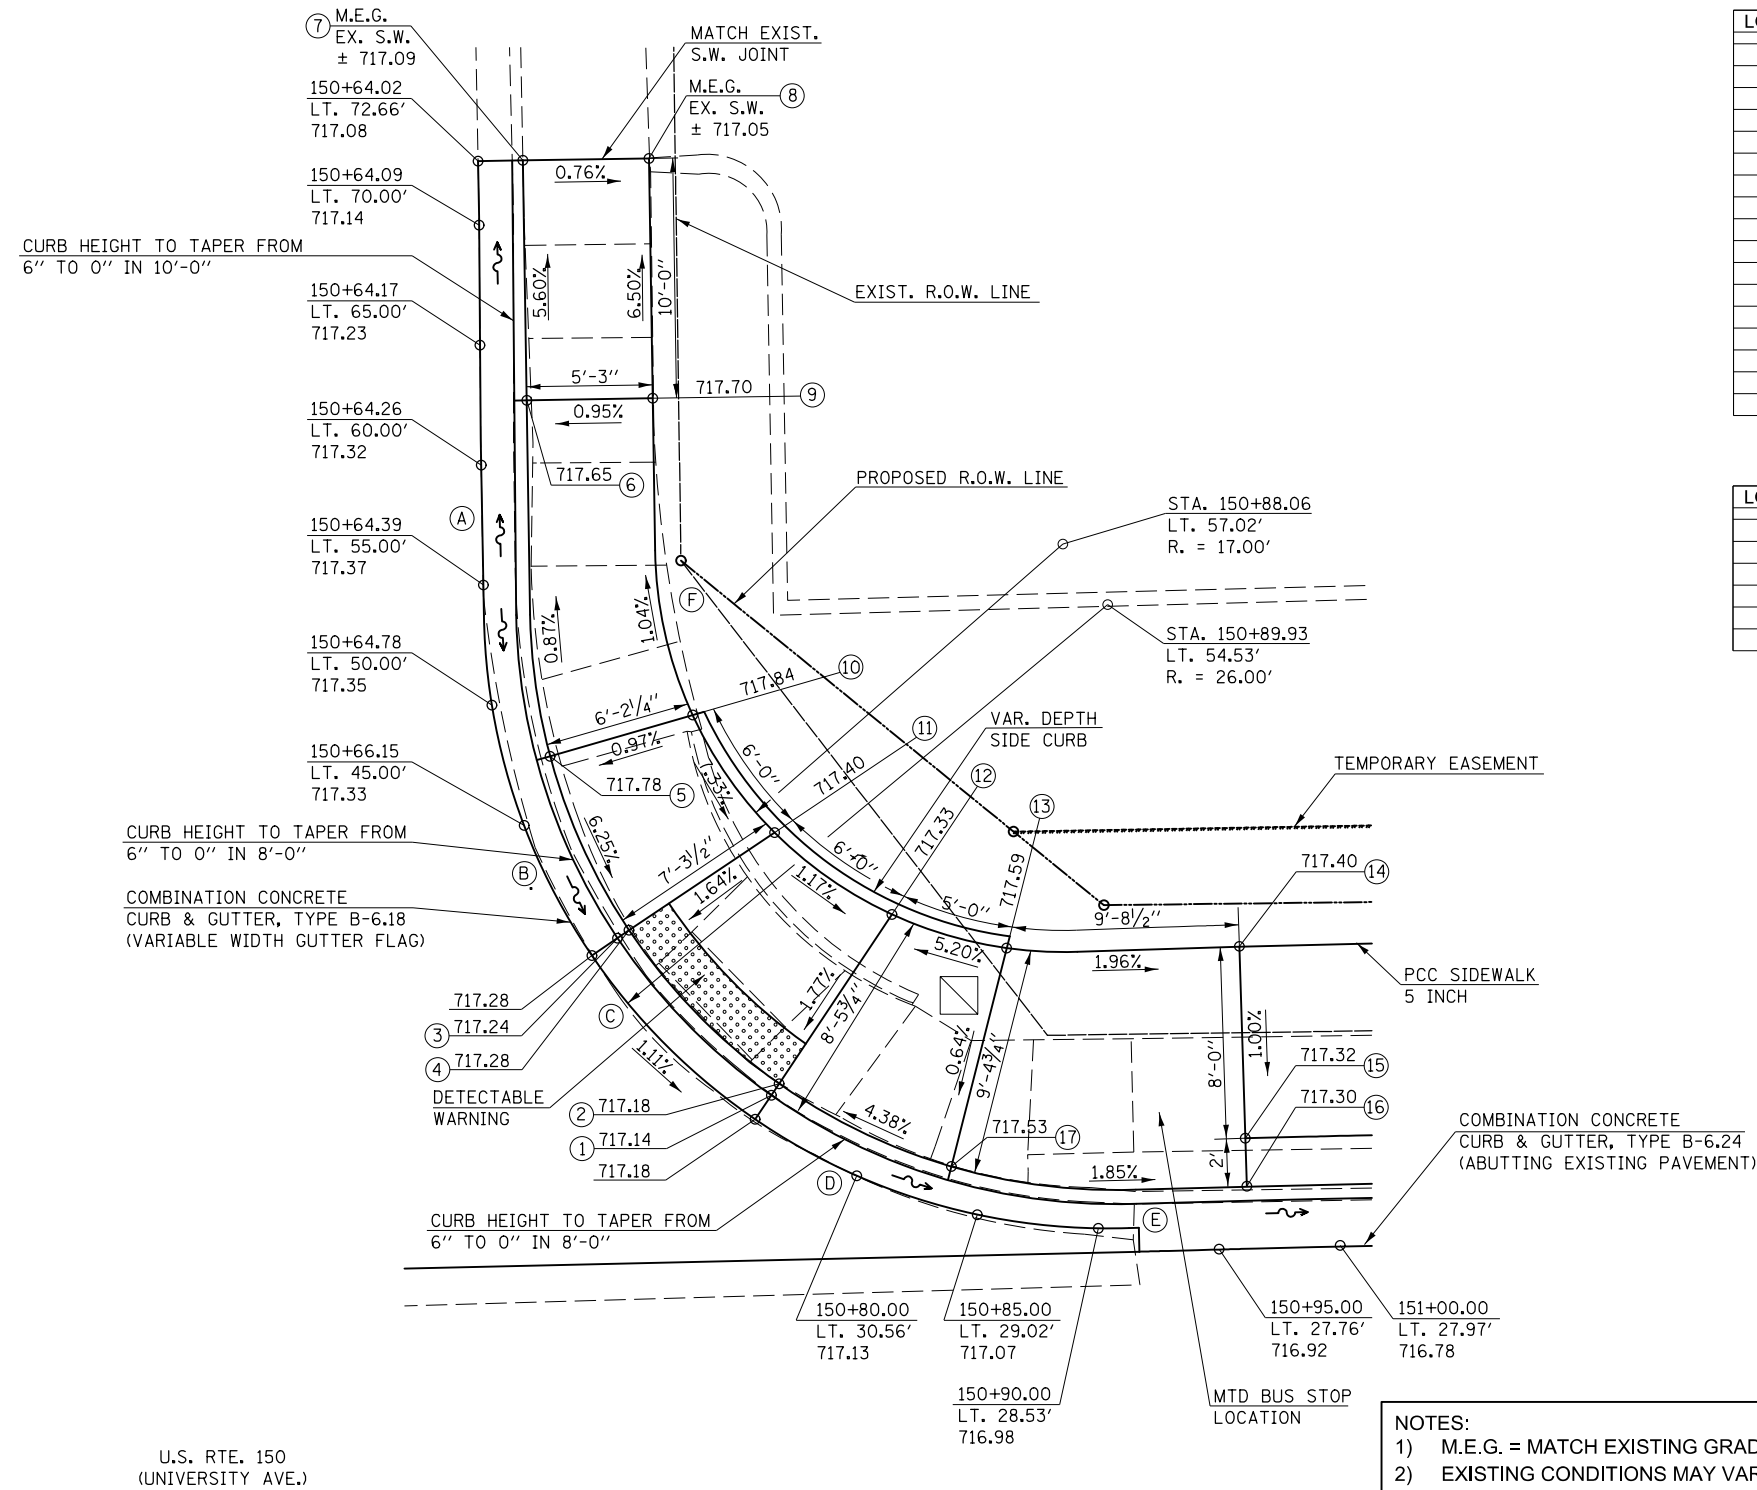 7
M.E.G.
EX. S.W.
± 717.09
MATCH EXIST.
S.W. JOINT
M.E.G.
8
EX. S.W.
± 717.05
150+64.02
LT. 72.66'
717.08
0.76%
150+64.09
LT. 70.00'
717.14
CURB HEIGHT TO TAPER FROM
6" TO 0" IN 10'-0"
5.60%
6.50%
10'-0"
EXIST. R.O.W. LINE
150+64.17
LT. 65.00'
717.23
5'-3"
717.70
9
0.95%
150+64.26
LT. 60.00'
717.32
717.65
6
PROPOSED R.O.W. LINE
A
STA. 150+88.06
LT. 57.02'
R. = 17.00'
150+64.39
LT. 55.00'
717.37
F
0.87%
1.04%
STA. 150+89.93
LT. 54.53'
R. = 26.00'
150+64.78
LT. 50.00'
717.35
717.84
10
6'-2 1/4"
0.97%
VAR. DEPTH
SIDE CURB
11
12
13
150+66.15
LT. 45.00'
717.33
717.78
5
7.33%
6'-0"
717.40
TEMPORARY EASEMENT
CURB HEIGHT TO TAPER FROM
6" TO 0" IN 8'-0"
6.25%
7'-3 1/2"
6'-0"
717.33
717.59
717.40
14
B
COMBINATION CONCRETE
CURB & GUTTER, TYPE B-6.18
(VARIABLE WIDTH GUTTER FLAG)
1.64%
1.17%
5'-0"
9'-8 1/2"
5.20%
1.96%
PCC SIDEWALK
5 INCH
717.28
3
717.24
4
717.28
C
1.77%
8'-5 3/4"
0.64%
9'-4 3/4"
8'-0"
1.00%
717.32
15
717.30
16
1.11%
DETECTABLE
WARNING
2
717.18
1
717.14
717.18
4.38%
717.53
17
2'
1.85%
COMBINATION CONCRETE
CURB & GUTTER, TYPE B-6.24
(ABUTTING EXISTING PAVEMENT)
D
E
CURB HEIGHT TO TAPER FROM
6" TO 0" IN 8'-0"
150+80.00
LT. 30.56'
717.13
150+85.00
LT. 29.02'
717.07
150+90.00
LT. 28.53'
716.98
150+95.00
LT. 27.76'
716.92
151+00.00
LT. 27.97'
716.78
MTD BUS STOP
LOCATION
U.S. RTE. 150
(UNIVERSITY AVE.)
NOTES:
1) M.E.G. = MATCH EXISTING GRAD
2) EXISTING CONDITIONS MAY VAR